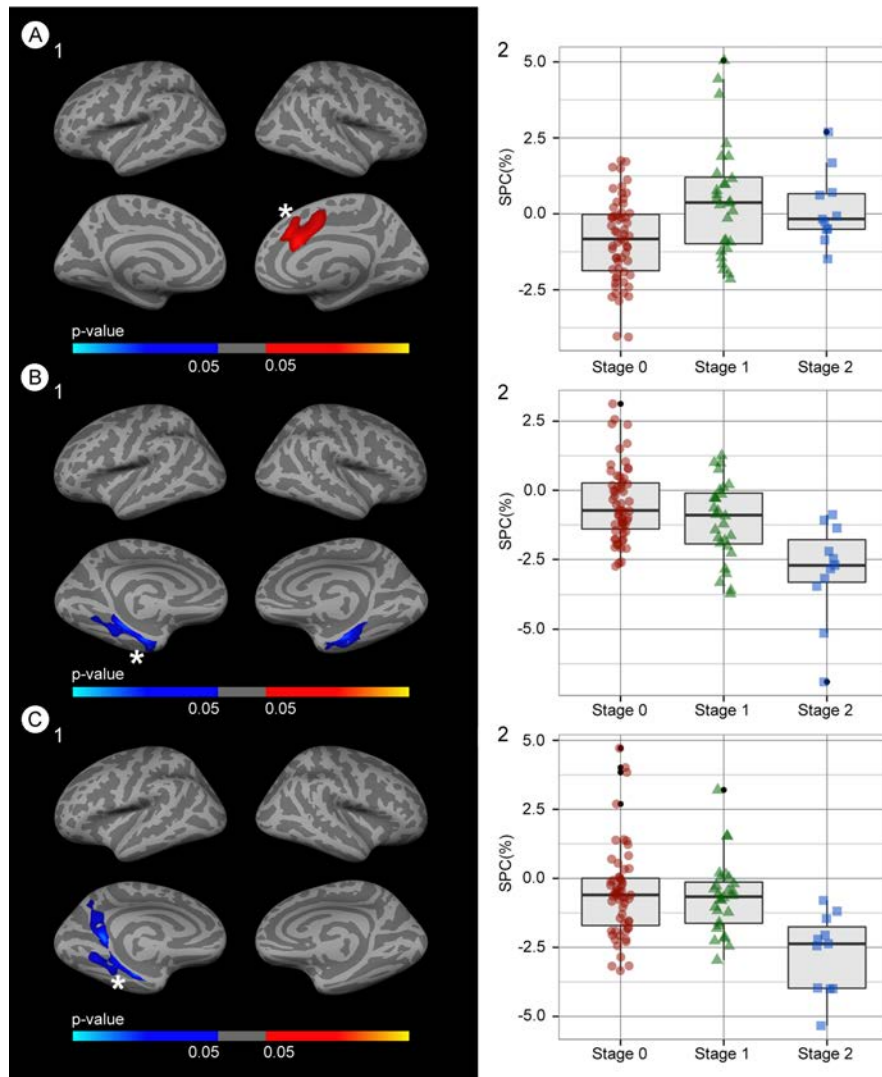 A
1
*
p-value
0.05
0.05
2
SPC(%)
5.0
2.5
0.0
-2.5
Stage 0
Stage 1
Stage 2
B
1
*
p-value
0.05
0.05
2
SPC(%)
2.5
0.0
-2.5
-5.0
Stage 0
Stage 1
Stage 2
C
1
*
p-value
0.05
0.05
2
SPC(%)
5.0
2.5
0.0
-2.5
-5.0
Stage 0
Stage 1
Stage 2